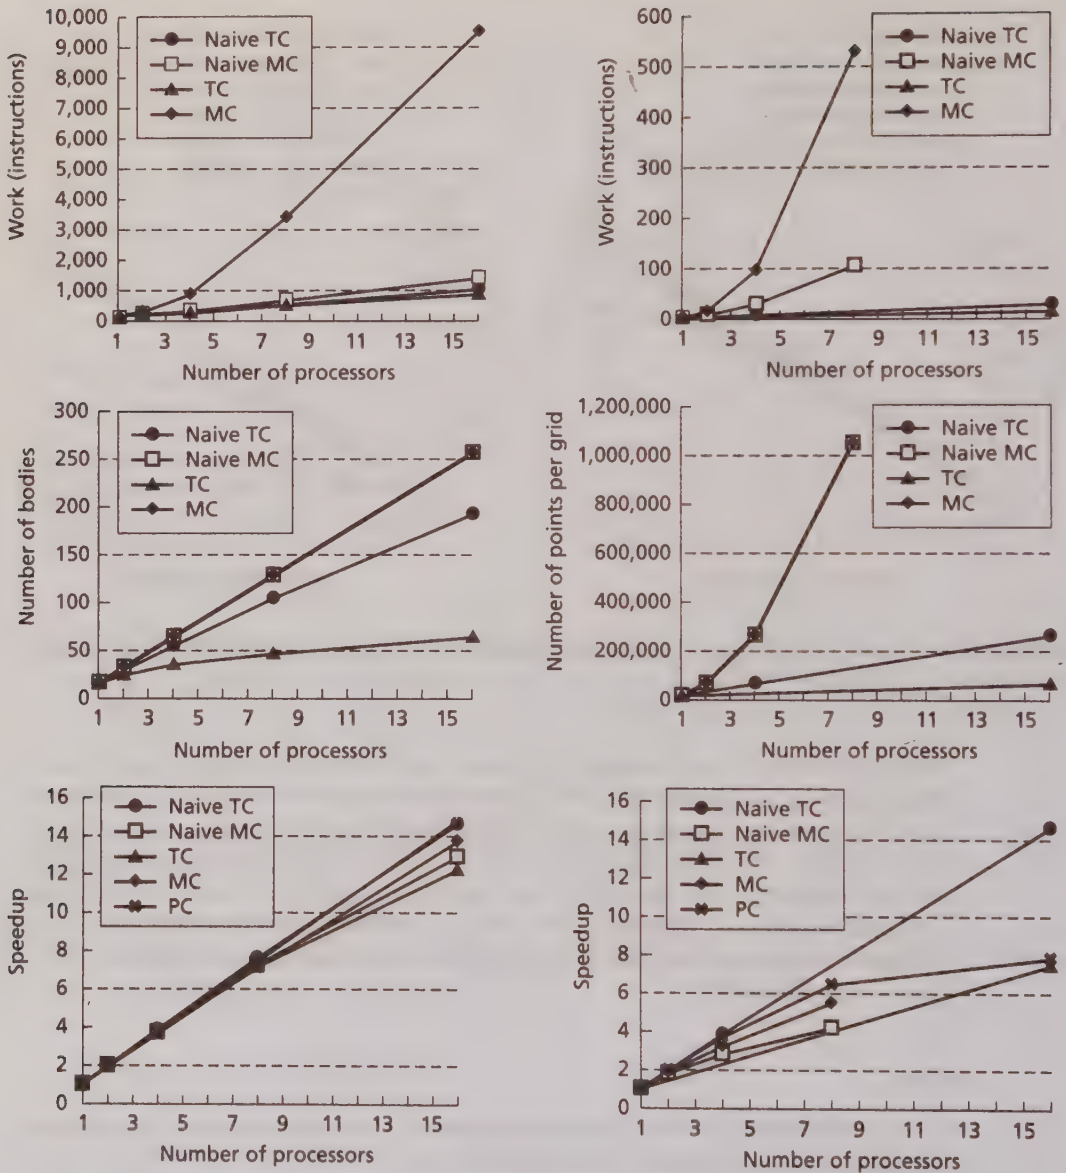 10,000
9,000
8,000
7,000
6,000
5,000
4,000
3,000
2,000
1,000
0
Work (instructions)
Naive TC
Naive MC
TC
MC
1 3 5 7 9 11 13 15
Number of processors
600
500
400
300
200
100
0
Work (instructions)
Naive TC
Naive MC
TC
MC
1 3 5 7 9 11 13 15
Number of processors
300
250
200
150
100
50
0
Number of bodies
Naive TC
Naive MC
TC
MC
1 3 5 7 9 11 13 15
Number of processors
1,200,000
1,000,000
800,000
600,000
400,000
200,000
0
Number of points per grid
Naive TC
Naive MC
TC
MC
1 3 5 7 9 11 13 15
Number of processors
16
14
12
10
8
6
4
2
0
Speedup
Naive TC
Naive MC
TC
MC
PC
1 3 5 7 9 11 13 15
Number of processors
16
14
12
10
8
6
4
2
0
Speedup
Naive TC
Naive MC
TC
MC
PC
1 3 5 7 9 11 13 15
Number of processors